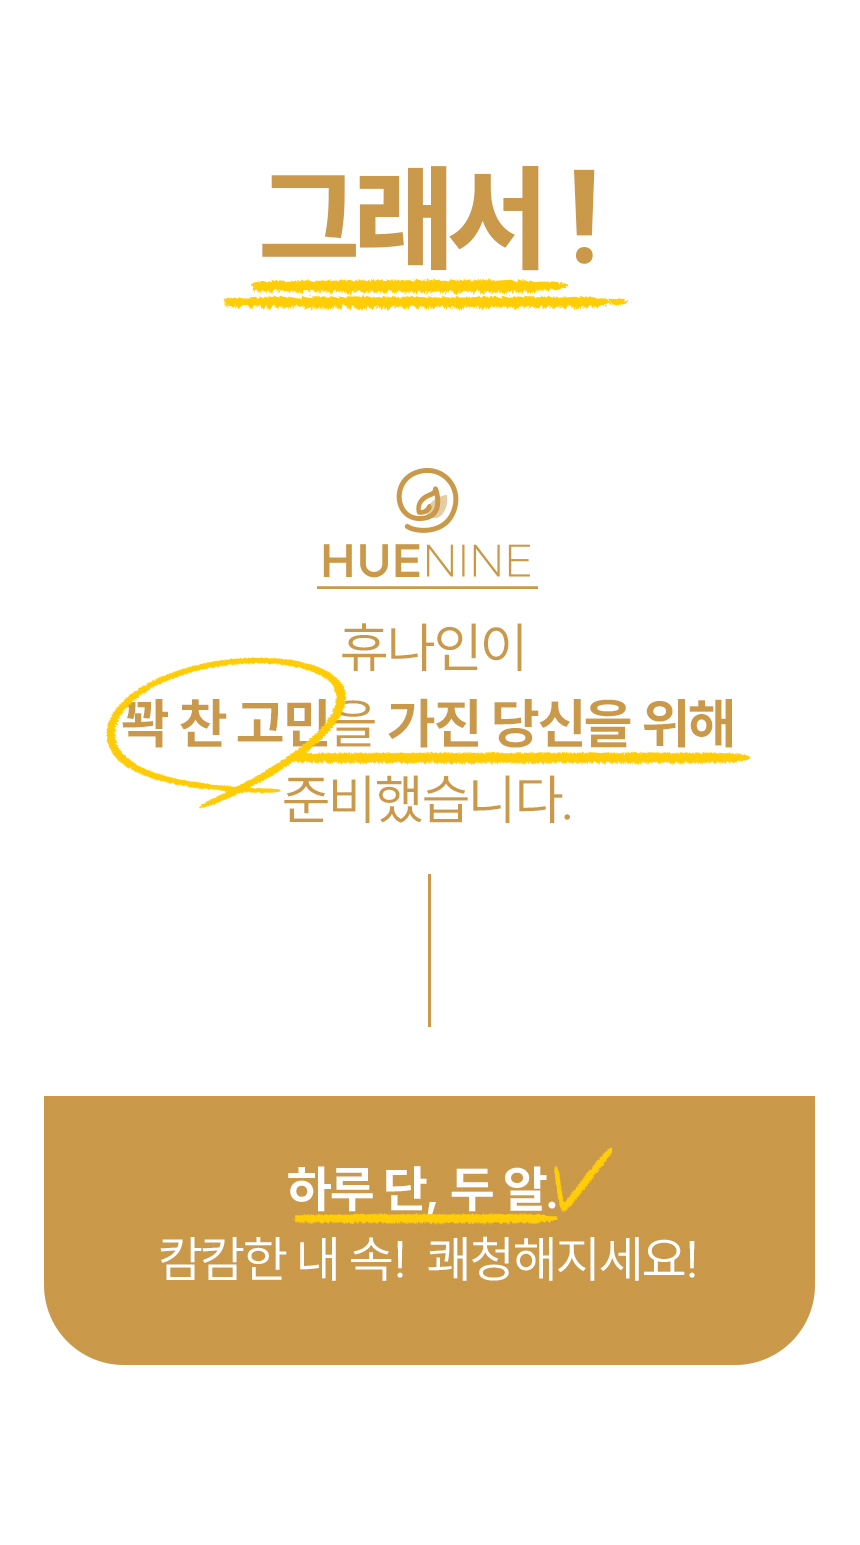 그래서 !
HUENINE
휴나인이
꽉 찬 고민을 가진 당신을 위해
준비했습니다.
하루 단, 두 알.
캄캄한 내 속! 쾌청해지세요!